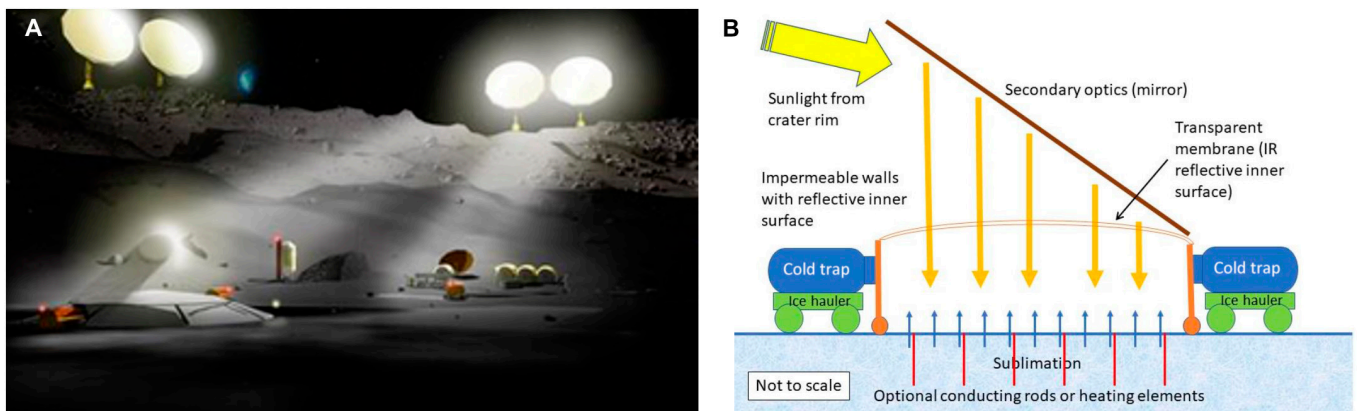 A
B
Sunlight from
crater rim
Secondary optics (mirror)
Transparent
membrane (IR
reflective inner
surface)
Impermeable walls
with reflective inner
surface
Cold trap
Ice hauler
Cold trap
Ice hauler
Sublimation
Not to scale
Optional conducting rods or heating elements